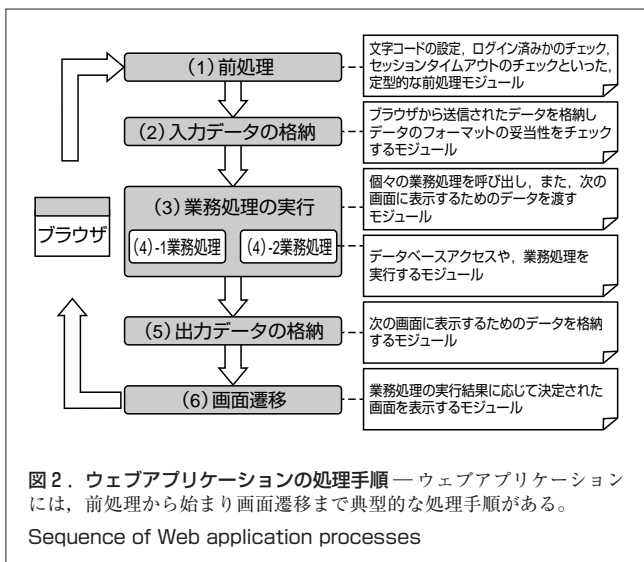 (1)前処理
文字コードの設定，ログイン済みかのチェック，
セッションタイムアウトのチェックといった，
定型的な前処理モジュール
(2)入力データの格納
ブラウザから送信されたデータを格納し
データのフォーマットの妥当性をチェック
するモジュール
(3)業務処理の実行
個々の業務処理を呼び出し，また，次の
画面に表示するためのデータを渡す
モジュール
ブラウザ
(4)-1業務処理
(4)-2業務処理
データベースアクセスや，業務処理を
実行するモジュール
(5)出力データの格納
次の画面に表示するためのデータを格納
するモジュール
(6)画面遷移
業務処理の実行結果に応じて決定された
画面を表示するモジュール
図2．ウェブアプリケーションの処理手順 — ウェブアプリケーション
には，前処理から始まり画面遷移まで典型的な処理手順がある。
Sequence of Web application processes